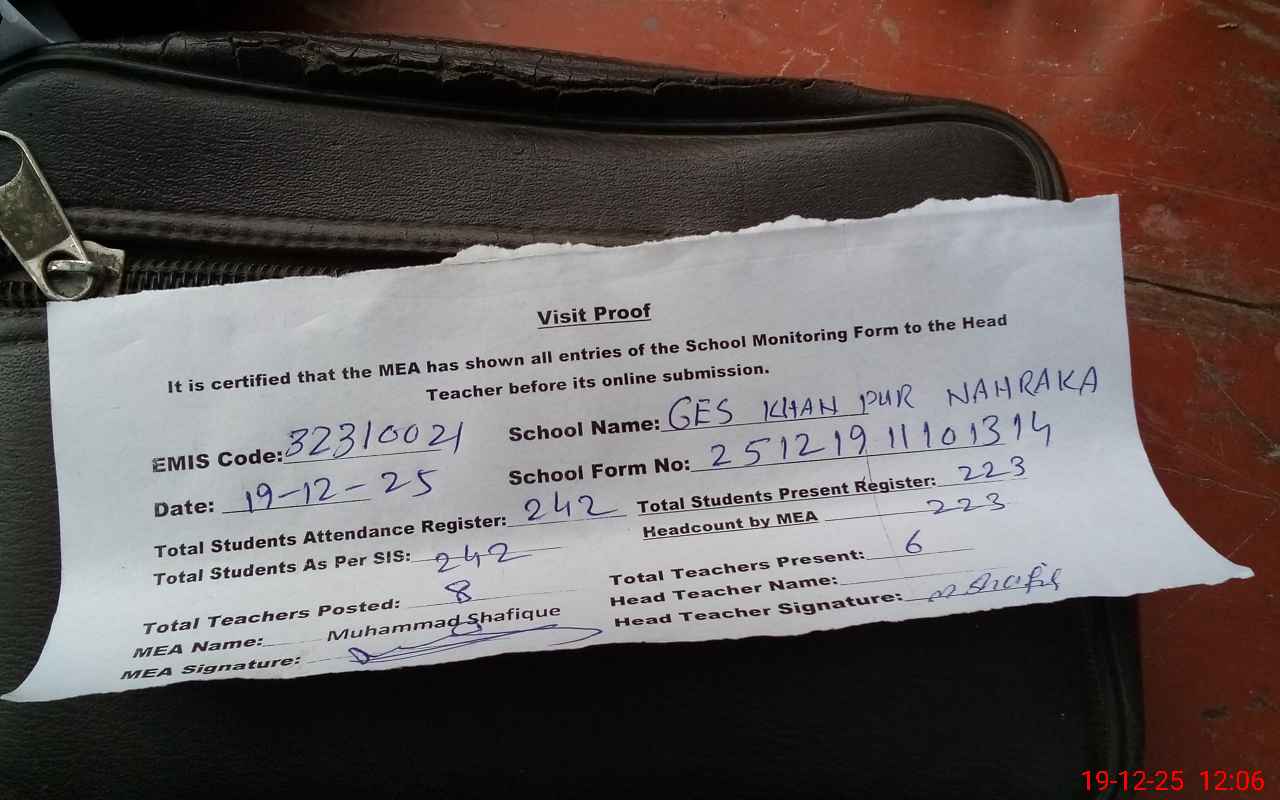 Visit Proof
It is certified that the MEA has shown all entries of the School Monitoring Form to the Head
Teacher before its online submission.
EMIS Code: 32310021 School Name: GES KHAN PUR NAHRAKA
Date: 19-12-25 School Form No: 251219111013 14
Total Students Attendance Register: 242 Total Students Present Register: 223
Total Students As Per SIS: 242 Headcount by MEA 223
Total Teachers Posted: 8 Total Teachers Present: 6
MEA Name: Muhammad Shafique Head Teacher Name:
MEA Signature: Head Teacher Signature:
19-12-25 12:06